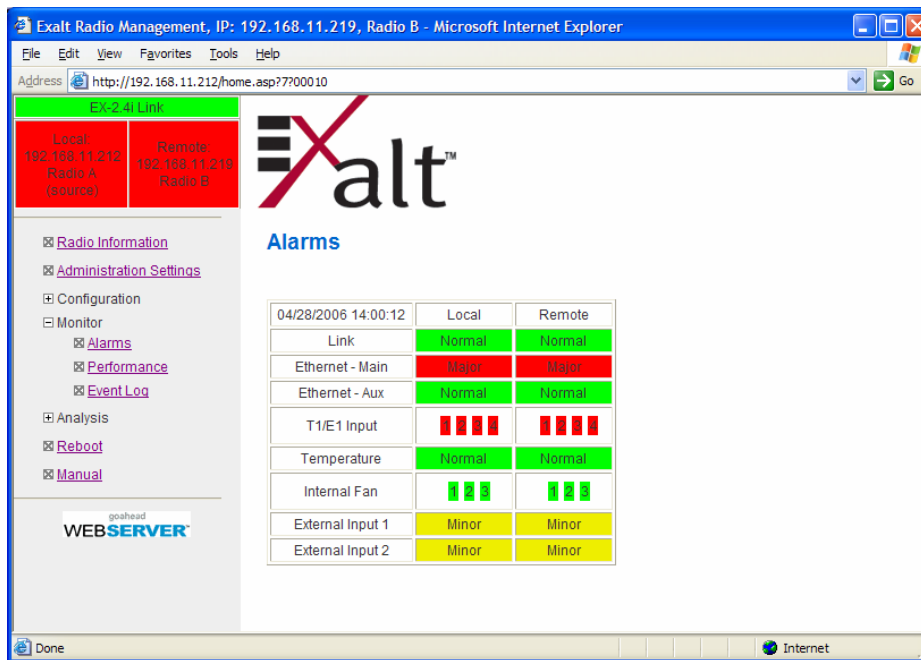 Exalt Radio Management, IP: 192.168.11.219, Radio B - Microsoft Internet Explorer
File Edit View Favorites Tools Help
Address http://192.168.11.212/home.asp?7?00010 Go
EX-2.4i Link
Local:
192.168.11.212
Radio A
(source)
Remote:
192.168.11.219
Radio B
Radio Information
Administration Settings
Configuration
Monitor
Alarms
Performance
Event Log
Analysis
Reboot
Manual
goahead
WEBSERVER
EXalt™
Alarms
04/28/2006 14:00:12 Local Remote
Link Normal Normal
Ethernet - Main Major Major
Ethernet - Aux Normal Normal
T1/E1 Input 1 2 3 4 1 2 3 4
Temperature Normal Normal
Internal Fan 1 2 3 1 2 3
External Input 1 Minor Minor
External Input 2 Minor Minor
Done Internet